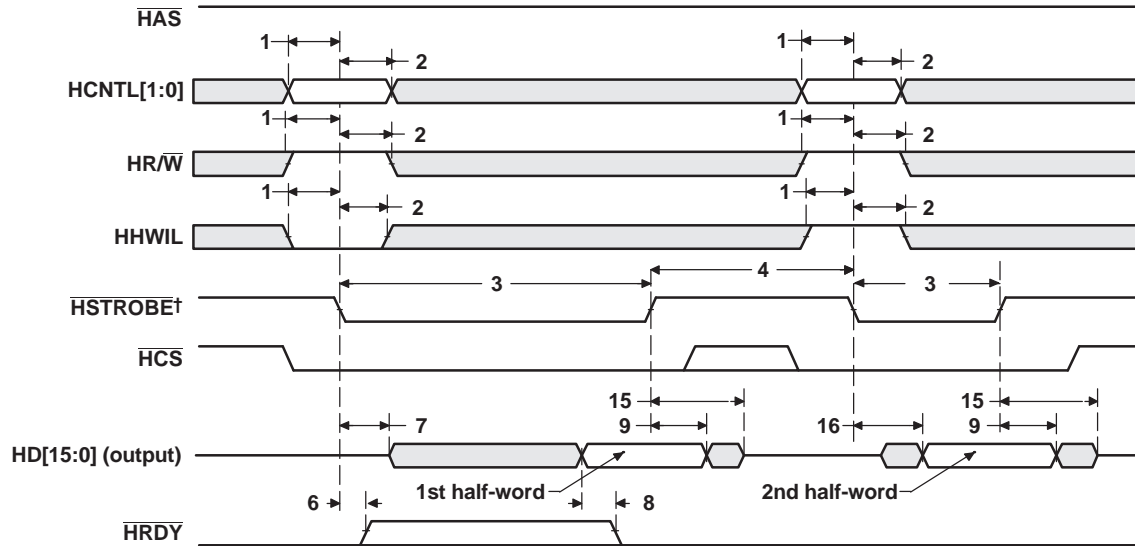 HAS
1
1
2
2
HCNTL[1:0]
1
1
2
2
HR/W
1
1
2
2
HHWIL
3
4
3
HSTROBE†
HCS
15
15
7
9
16
9
HD[15:0] (output)
1st half-word
2nd half-word
6
8
HRDY